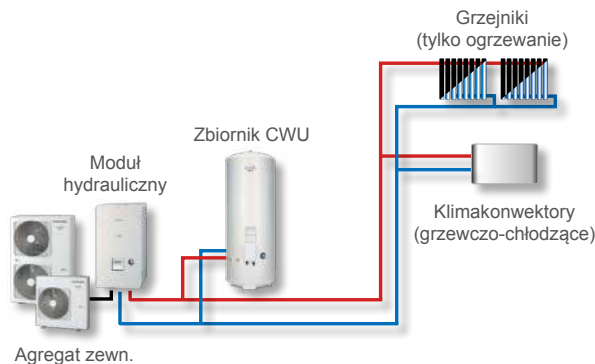 Grzejniki
(tylko ogrzewanie)
Zbiornik CWU
Moduł
hydrauliczny
Klimakonwektory
(grzewczo-chłodzące)
Agregat zewn.